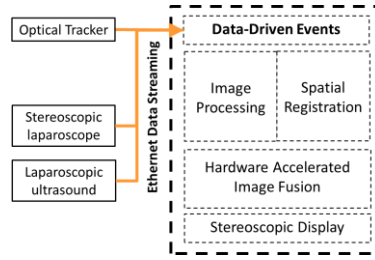 Optical Tracker
Stereoscopic
laparoscope
Laparoscopic
ultrasound
Ethernet Data Streaming
Data-Driven Events
Image
Processing
Spatial
Registration
Hardware Accelerated
Image Fusion
Stereoscopic Display